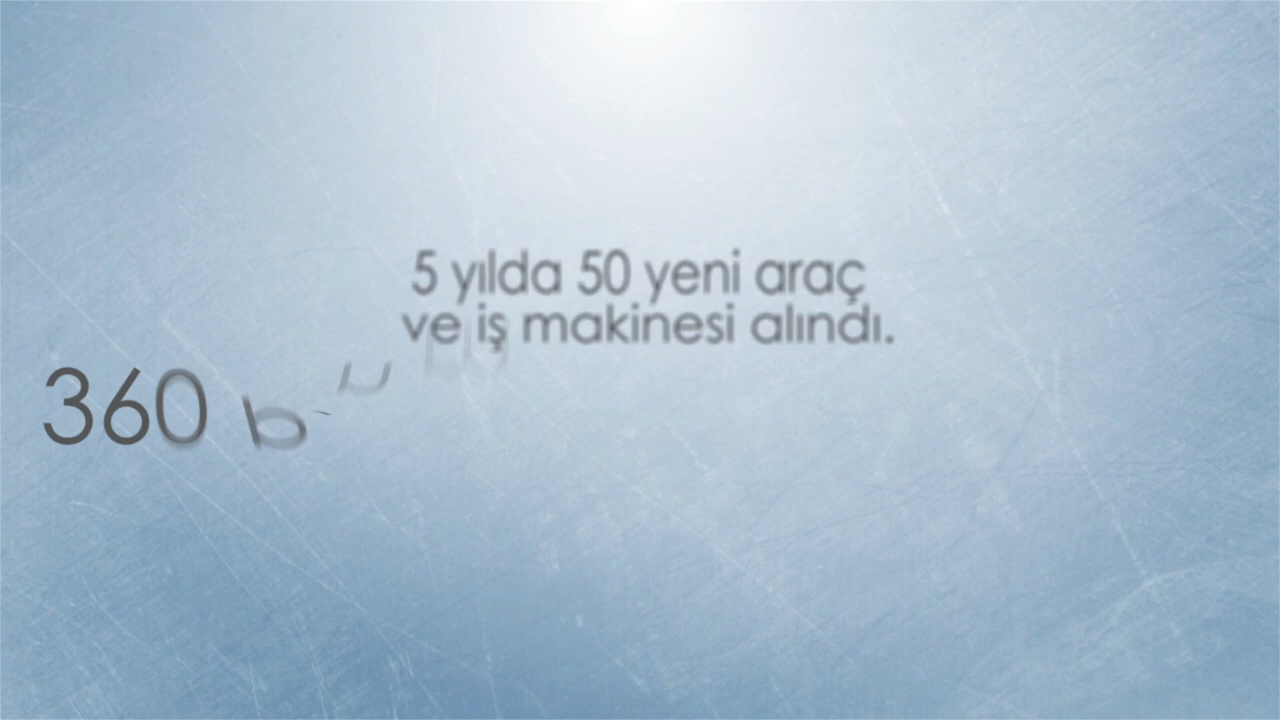 5 yılda 50 yeni araç
ve iş makinesi alındı.
360